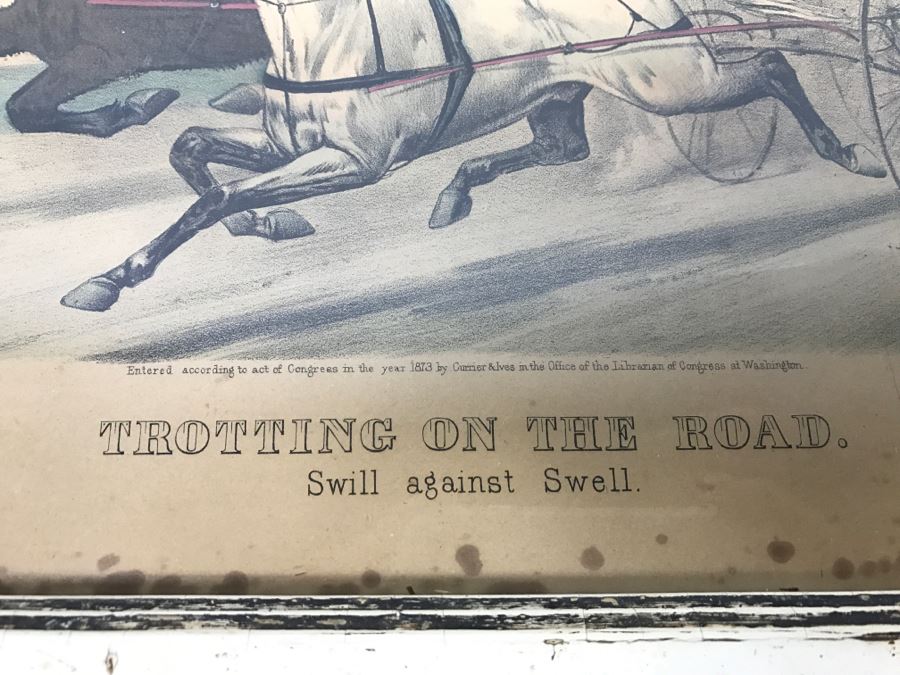 Entered according to act of Congress in the year 1873 by Currier & Ives in the Office of the Librarian of Congress at Washington.
TROTTING ON THE ROAD.
Swill against Swell.